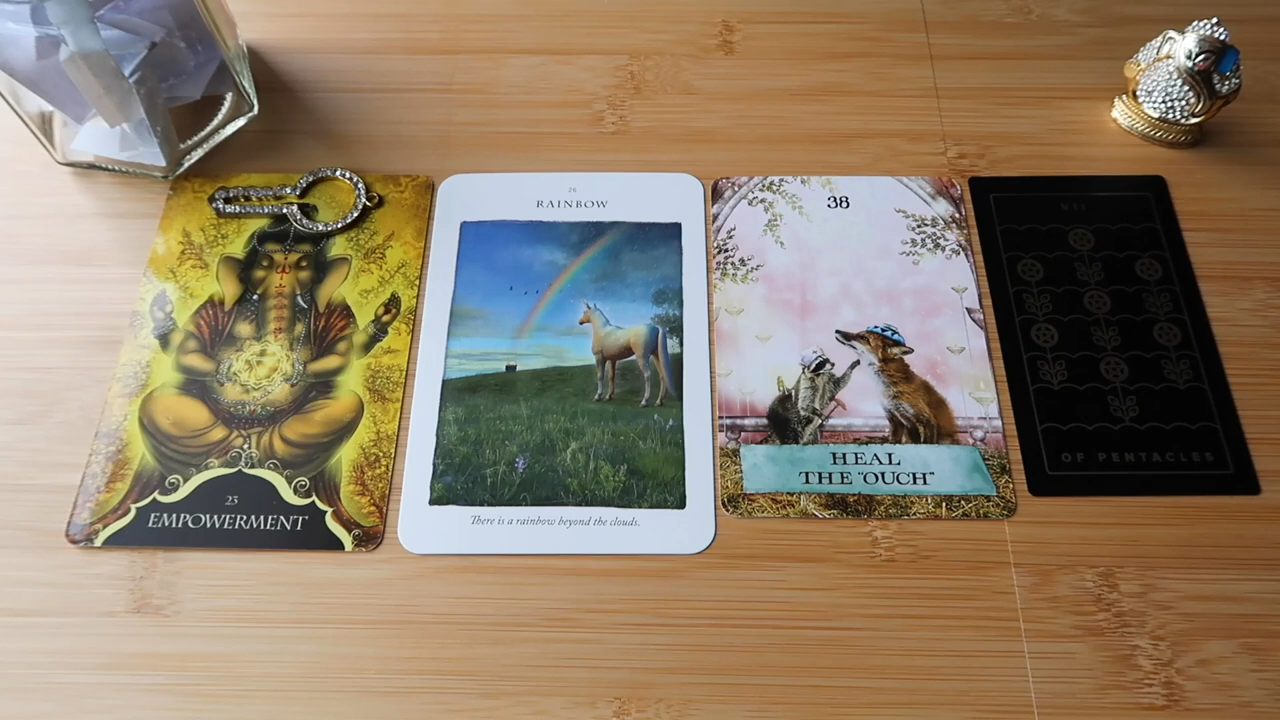 23
EMPOWERMENT
26
RAINBOW
There is a rainbow beyond the clouds.
38
HEAL
THE "OUCH"
VII
OF PENTACLES